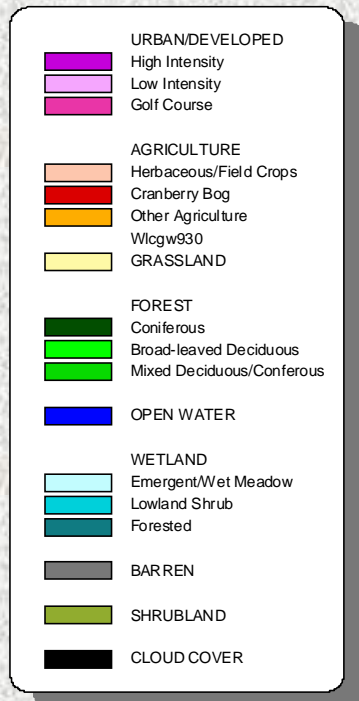 URBAN/DEVELOPED
High Intensity
Low Intensity
Golf Course
AGRICULTURE
Herbaceous/Field Crops
Cranberry Bog
Other Agriculture
Wlcgw930
GRASSLAND
FOREST
Coniferous
Broad-leaved Deciduous
Mixed Deciduous/Conferous
OPEN WATER
WETLAND
Emergent/Wet Meadow
Lowland Shrub
Forested
BARREN
SHRUBLAND
CLOUD COVER